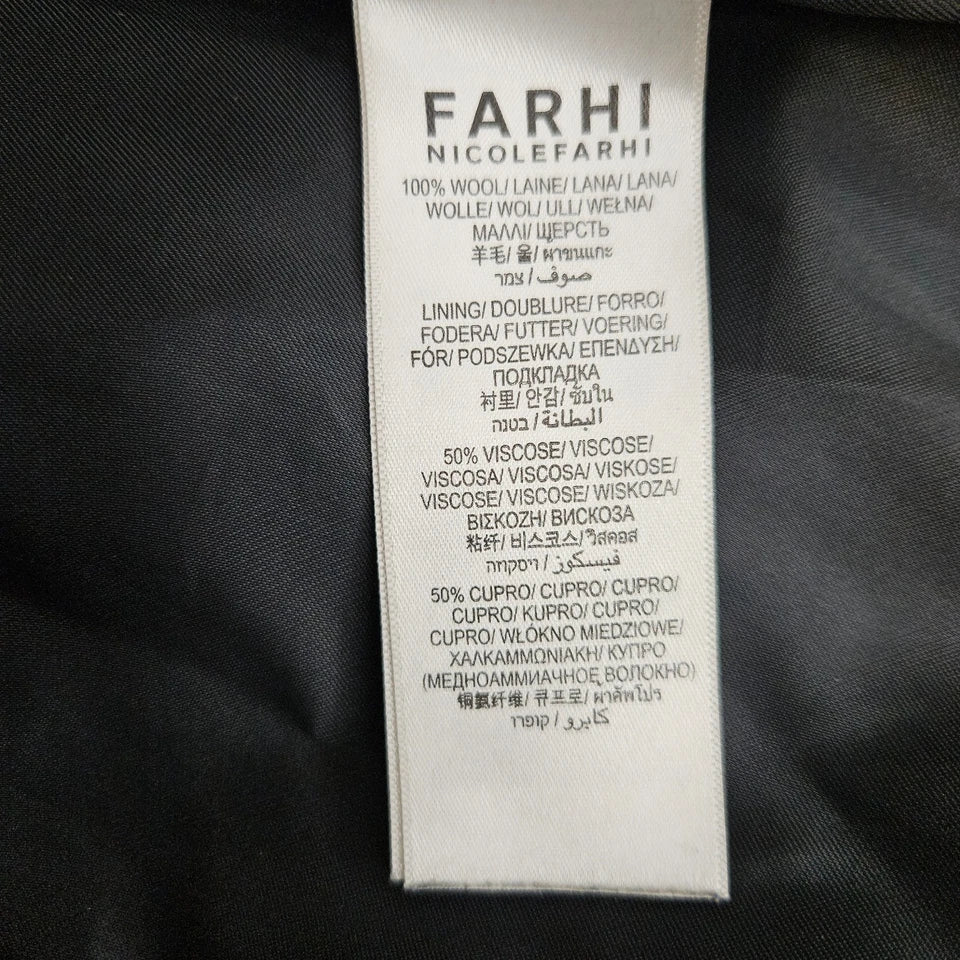 FARHI
NICOLEFARHI
100% WOOL/ LAINE/ LANA/ LANA/
WOLLE/ WOL/ ULL/ WEŁNA/
ΜΑΛΛΙ/ ЩЕРСТЬ
羊毛/ 울/ ผ้าขนแกะ
صوف/ צמר
LINING/ DOUBLURE/ FORRO/
FODERA/ FUTTER/ VOERING/
FÓR/ PODSZEWKA/ ΕΠΕΝΔΥΣΗ/
ПОДКЛАДКА
衬里/ 안감/ ซับใน
البطانة/ בטנה
50% VISCOSE/ VISCOSE/
VISCOSA/ VISCOSA/ VISKOSE/
VISCOSE/ VISCOSE/ WISKOZA/
ΒΙΣΚΟΖΗ/ ВИСКОЗА
粘纤/ 비스코스/ วิสคอส
فيسكوز/ ויסקוזה
50% CUPRO/ CUPRO/ CUPRO/
CUPRO/ KUPRO/ CUPRO/
CUPRO/ WŁÓKNO MIEDZIOWE/
ΧΑΛΚΑΜΜΩΝΙΑΚΗ/ КУПРО
(МЕДНОАММИАЧНОЕ ВОЛОКНО)
铜氨纤维/ 큐프로/ ผ้าคัพโปร
كابرو/ קופרו